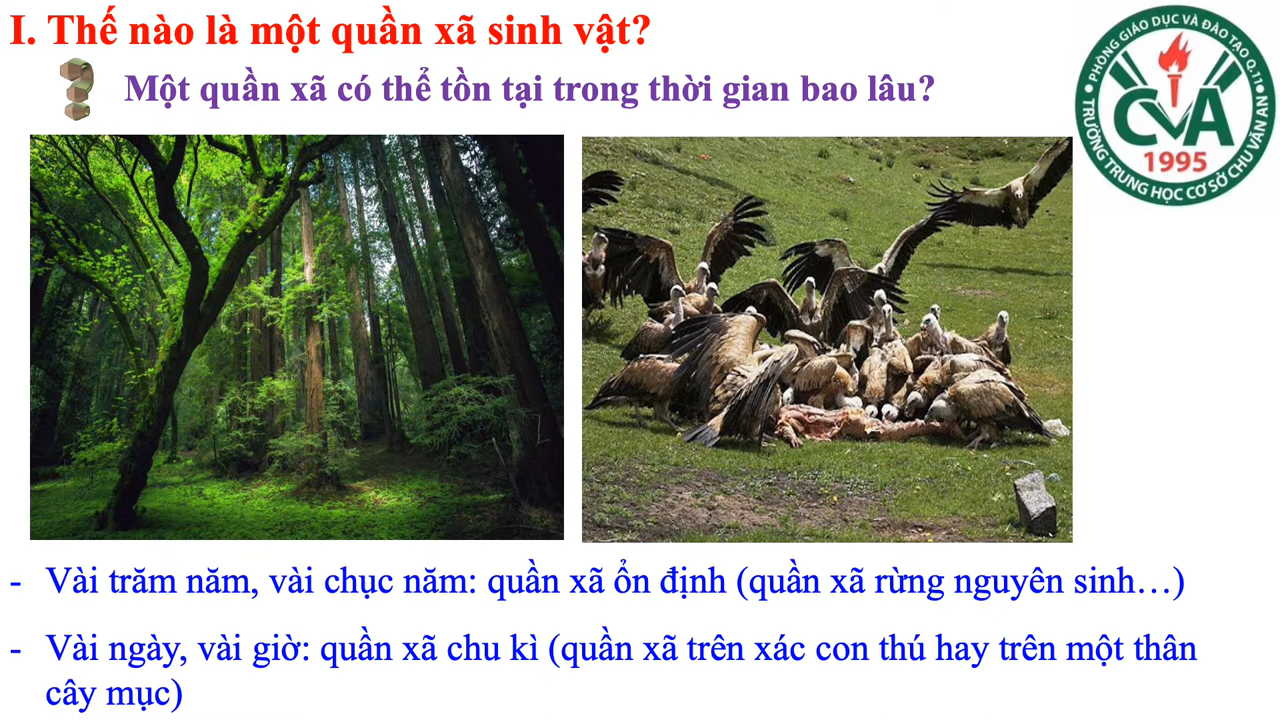 I. Thế nào là một quần xã sinh vật?
Một quần xã có thể tồn tại trong thời gian bao lâu?
PHÒNG GIÁO DỤC VÀ ĐÀO TẠO Q.11
CVA
1995
TRƯỜNG TRUNG HỌC CƠ SỞ CHU VĂN AN
- Vài trăm năm, vài chục năm: quần xã ổn định (quần xã rừng nguyên sinh…)
- Vài ngày, vài giờ: quần xã chu kì (quần xã trên xác con thú hay trên một thân
cây mục)